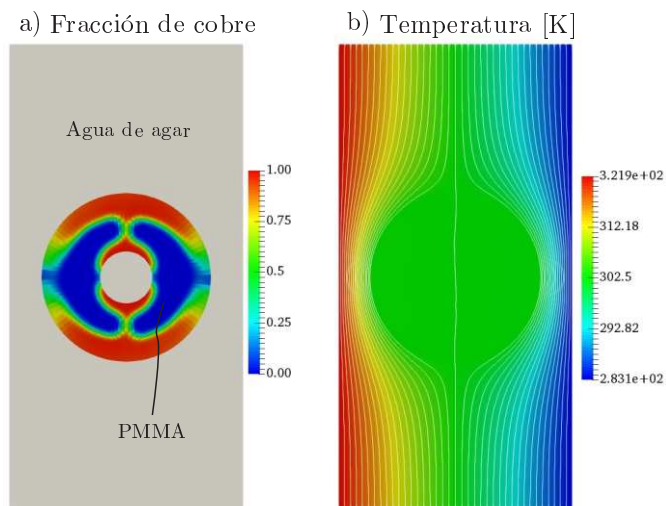 a) Fracción de cobre
Agua de agar
1.00
0.75
0.5
0.25
0.00
PMMA
b) Temperatura [K]
3.219e+02
312.18
302.5
292.82
2.831e+02